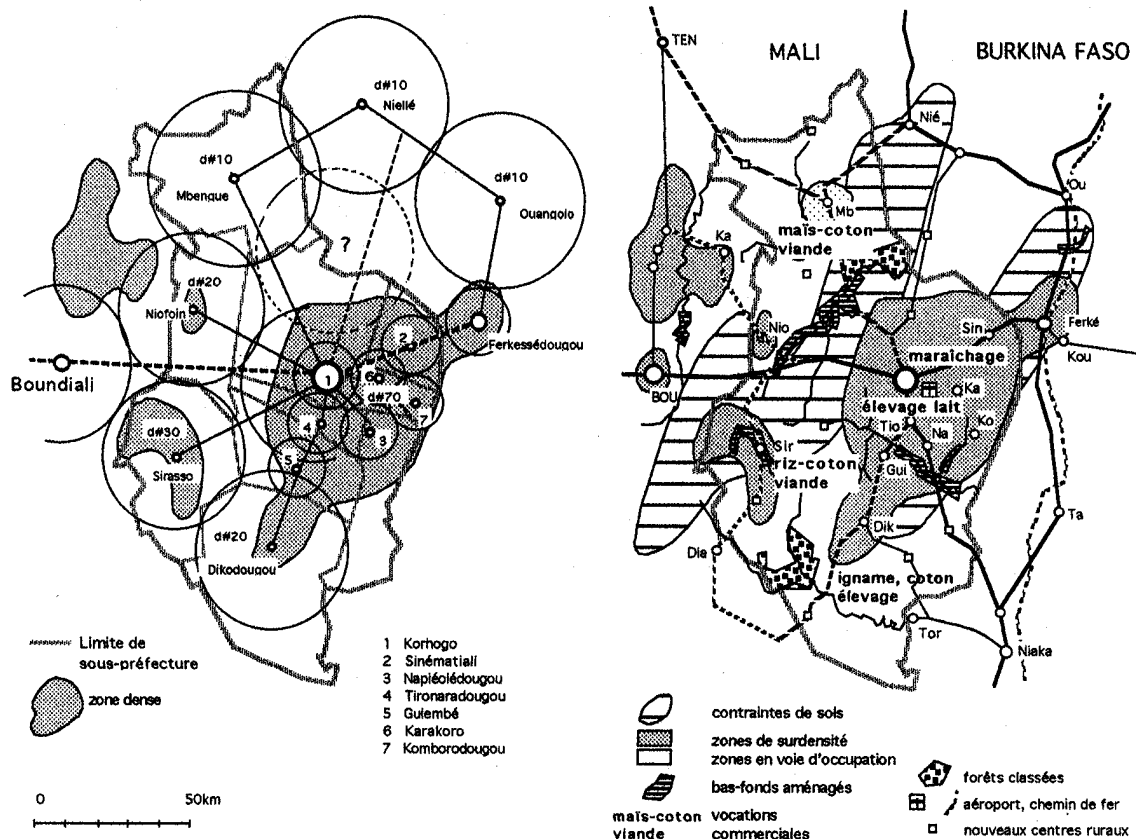 d#10
Niellé
d#10
Mbengue
d#10
Ouangolo
?
d#20
Niofoin
2
Ferkessédougou
Boundiali
1
6
d#70
7
d#30
4
3
Sirasso
5
d#20
Dikodougou
Limite de
sous-préfecture
zone dense
1 Korhogo
2 Sinématiali
3 Napiéolédougou
4 Tironaradougou
5 Guiembé
6 Karakoro
7 Komborodougou
0 50km
TEN
MALI
BURKINA FASO
Nié
Ou
Mb
maïs-coton
viande
Ka
Nio
Sin
Ferké
Kou
maraîchage
BOU
Ka
élevage lait
Tio
Na
Ko
Sir
riz-coton
viande
Gui
Dik
Ta
Dia
igname, coton
élevage
Tor
Niaka
contraintes de sols
zones de surdensité
zones en voie d'occupation
bas-fonds aménagés
maïs-coton
viande
vocations
commerciales
forêts classées
aéroport, chemin de fer
nouveaux centres ruraux